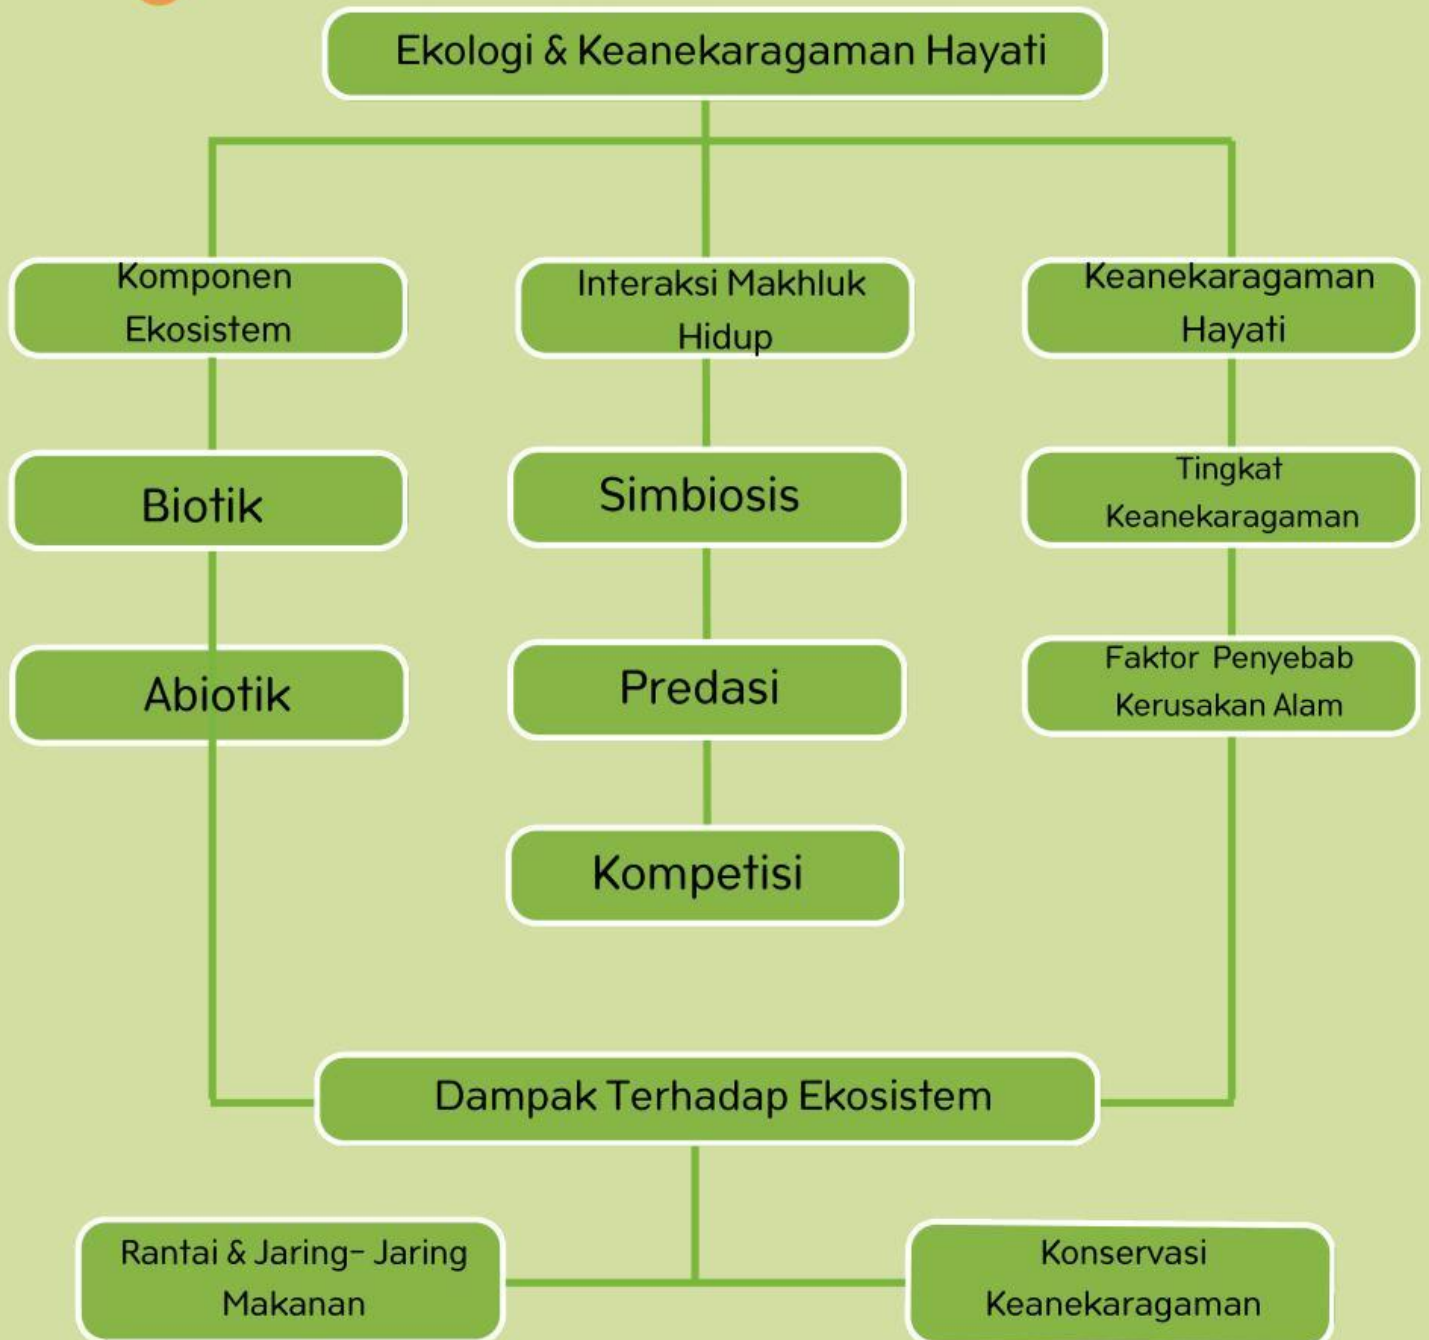 Ekologi & Keanekaragaman Hayati
Komponen
Ekosistem
Interaksi Makhluk
Hidup
Keanekaragaman
Hayati
Biotik
Simbiosis
Tingkat
Keanekaragaman
Abiotik
Predasi
Faktor Penyebab
Kerusakan Alam
Kompetisi
Dampak Terhadap Ekosistem
Rantai & Jaring- Jaring
Makanan
Konservasi
Keanekaragaman